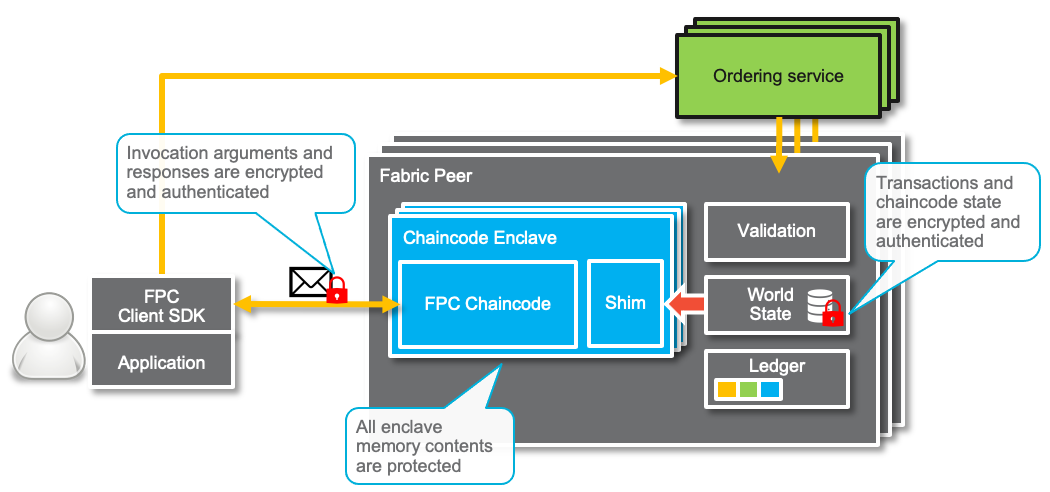 Ordering service
Invocation arguments and
responses are encrypted
and authenticated
Fabric Peer
Transactions and
chaincode state
are encrypted and
authenticated
Chaincode Enclave
Validation
FPC Chaincode
Shim
World
State
FPC
Client SDK
Application
Ledger
All enclave
memory contents
are protected